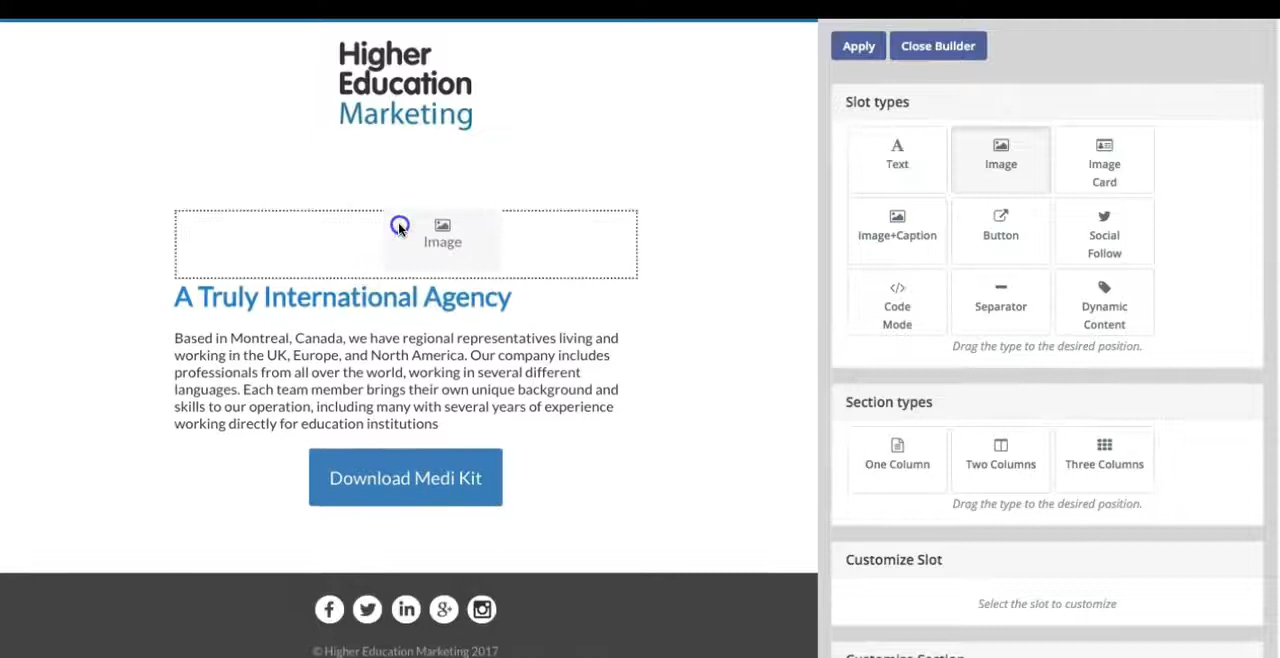 Higher
Education
Marketing
Image
A Truly International Agency
Based in Montreal, Canada, we have regional representatives living and
working in the UK, Europe, and North America. Our company includes
professionals from all over the world, working in several different
languages. Each team member brings their own unique background and
skills to our operation, including many with several years of experience
working directly for education institutions
Download Medi Kit
© Higher Education Marketing 2017
Apply
Close Builder
Slot types
Text
Image
Image
Card
Image+Caption
Button
Social
Follow
Code
Mode
Separator
Dynamic
Content
Drag the type to the desired position.
Section types
One Column
Two Columns
Three Columns
Drag the type to the desired position.
Customize Slot
Select the slot to customize
Customize Section